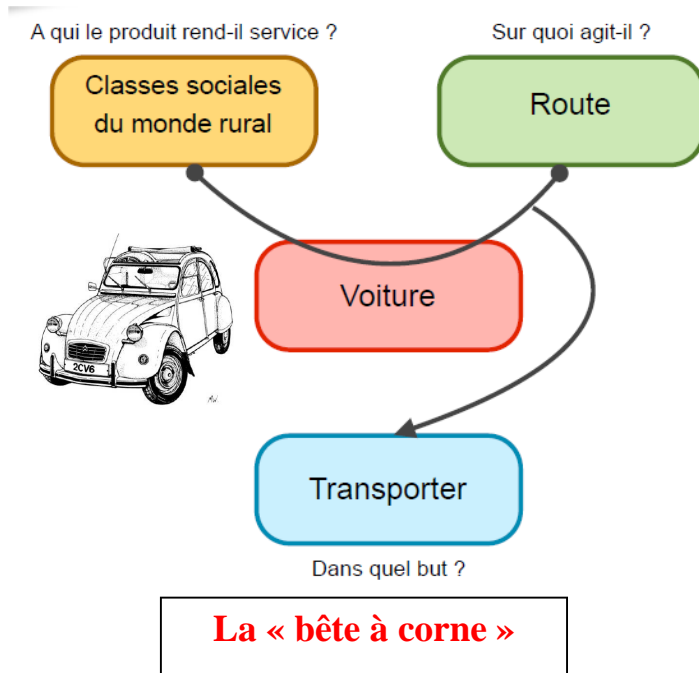 A qui le produit rend-il service ?
Sur quoi agit-il ?
Classes sociales
du monde rural
Route
Voiture
2CV6
Transporter
Dans quel but ?
La « bête à corne »